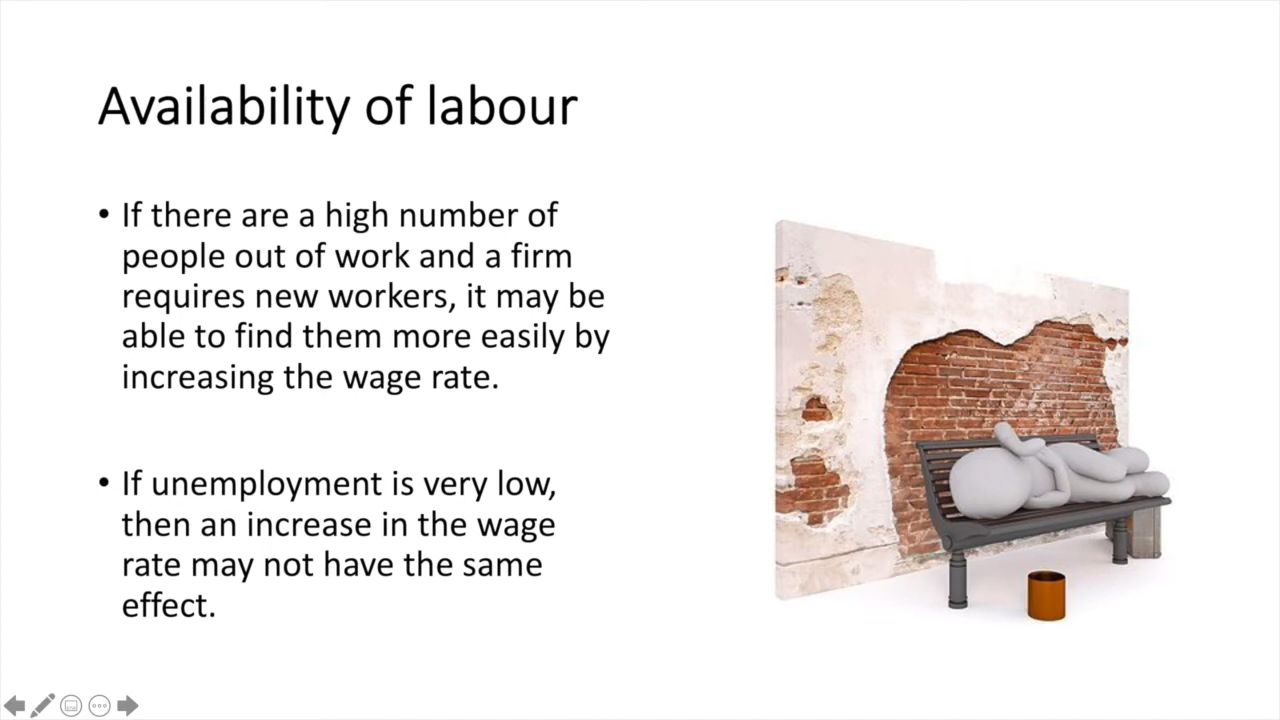 Availability of labour
• If there are a high number of
people out of work and a firm
requires new workers, it may be
able to find them more easily by
increasing the wage rate.
• If unemployment is very low,
then an increase in the wage
rate may not have the same
effect.